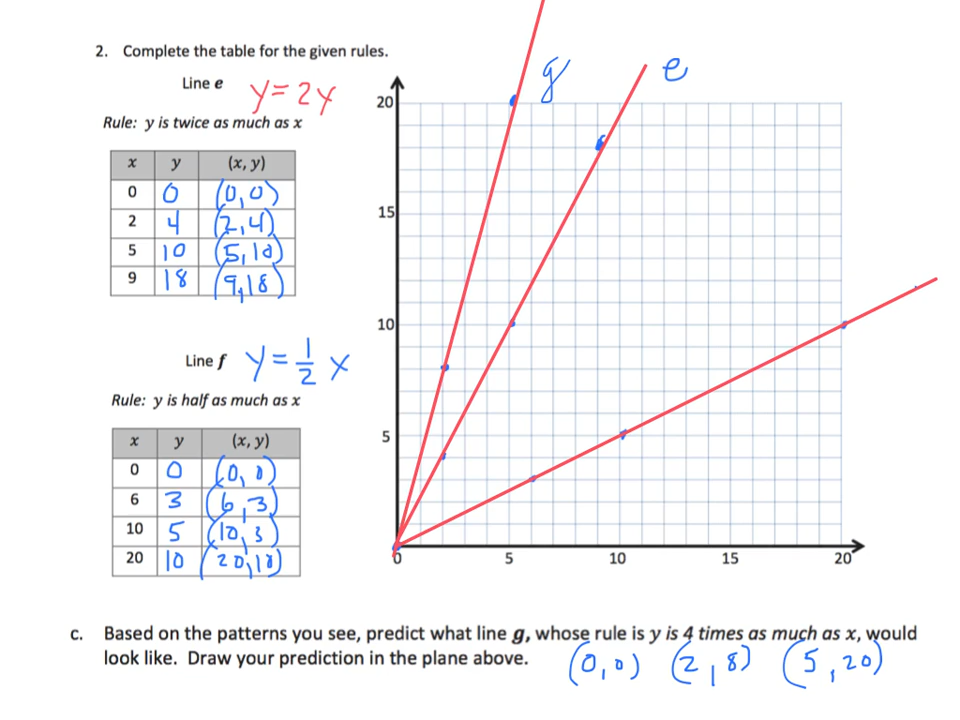 2. Complete the table for the given rules.
Line e y=2x
Rule: y is twice as much as x
x y (x, y)
0 0 (0,0)
2 4 (2,4)
5 10 (5,10)
9 18 (9,18)
Line f y=1/2 x
Rule: y is half as much as x
x y (x, y)
0 0 (0,0)
6 3 (6,3)
10 5 (10,5)
20 10 (20,10)
g e
20
15
10
5
0 5 10 15 20
c. Based on the patterns you see, predict what line g, whose rule is y is 4 times as much as x, would
look like. Draw your prediction in the plane above. (0,0) (2,8) (5,20)